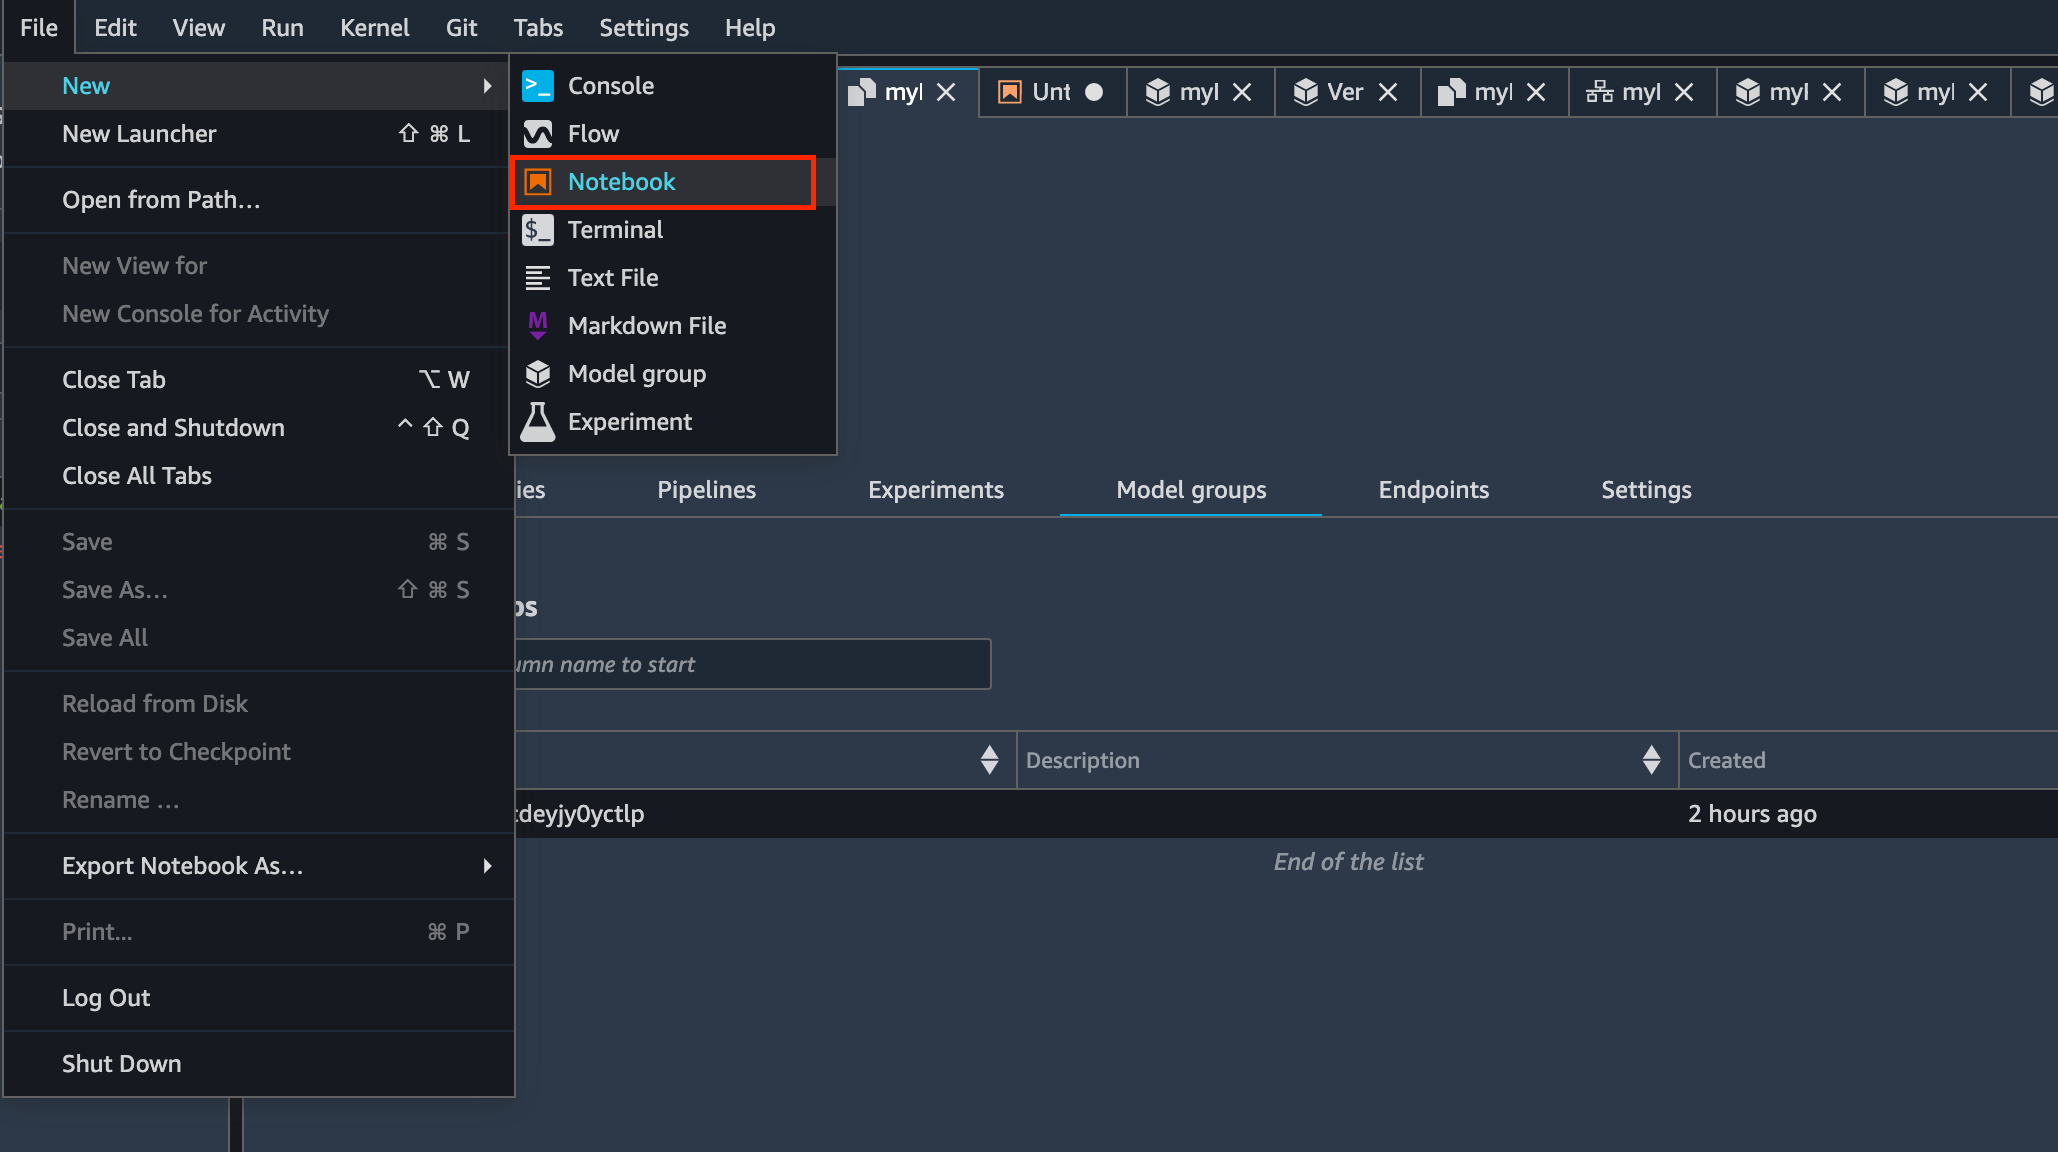 File Edit View Run Kernel Git Tabs Settings Help
New
New Launcher ⇧ ⌘ L
Open from Path…
New View for
New Console for Activity
Close Tab ⌥ W
Close and Shutdown ^ ⇧ Q
Close All Tabs
Save ⌘ S
Save As… ⇧ ⌘ S
Save All
Reload from Disk
Revert to Checkpoint
Rename …
Export Notebook As…
Print... ⌘ P
Log Out
Shut Down
>_ Console
Flow
Notebook
$_ Terminal
Text File
M Markdown File
Model group
Experiment
myl Unt myl Ver myl myl myl myl
ies Pipelines Experiments Model groups Endpoints Settings
ps
umn name to start
Description Created
deyjy0yctlp 2 hours ago
End of the list